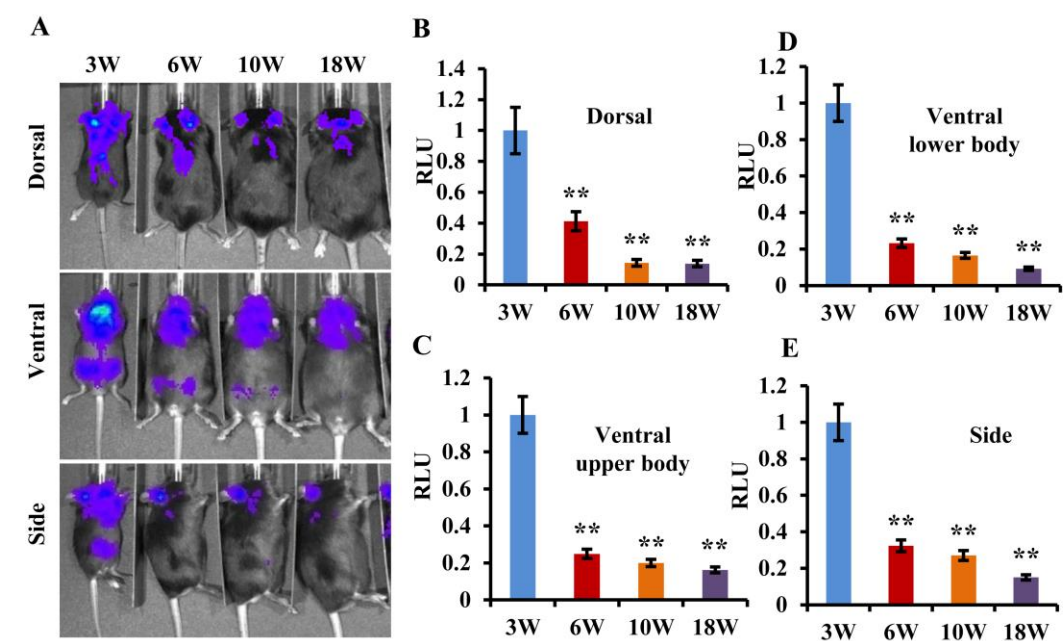 A
3W 6W 10W 18W
Dorsal
Ventral
Side
B
Dorsal
RLU
1.4
1.2
1
0.8
0.6
0.4
0.2
0
**
**
**
3W 6W 10W 18W
C
Ventral
upper body
RLU
1.2
1
0.8
0.6
0.4
0.2
0
**
**
**
3W 6W 10W 18W
D
Ventral
lower body
RLU
1.2
1
0.8
0.6
0.4
0.2
0
**
**
**
3W 6W 10W 18W
E
Side
RLU
1.2
1
0.8
0.6
0.4
0.2
0
**
**
**
3W 6W 10W 18W